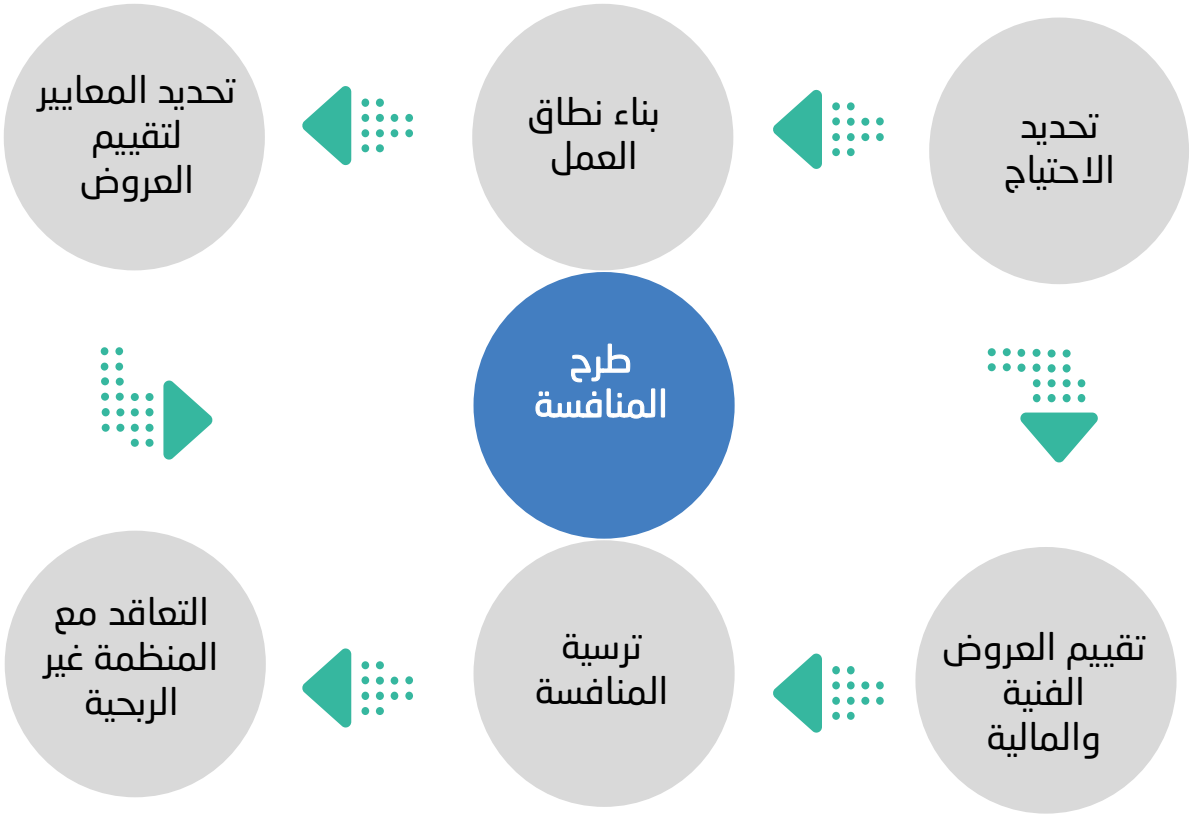 تحديد
الاحتياج
بناء نطاق
العمل
تحديد المعايير
لتقييم
العروض
طرح
المنافسة
تقييم العروض
الفنية
والمالية
ترسية
المنافسة
التعاقد مع
المنظمة غير
الربحية